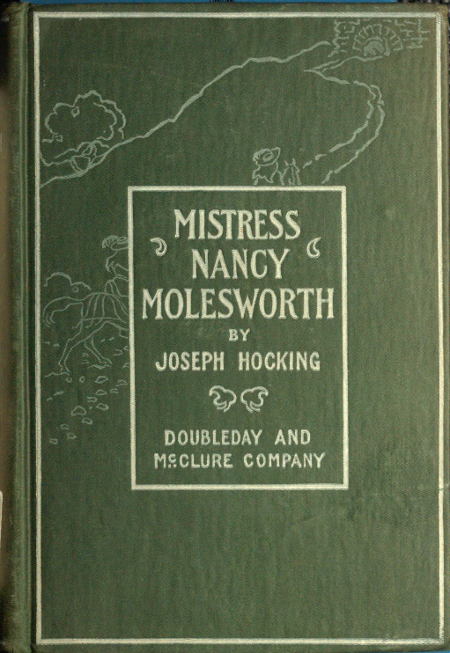 MISTRESS
NANCY
MOLESWORTH
BY
JOSEPH HOCKING
DOUBLEDAY AND
McCLURE COMPANY